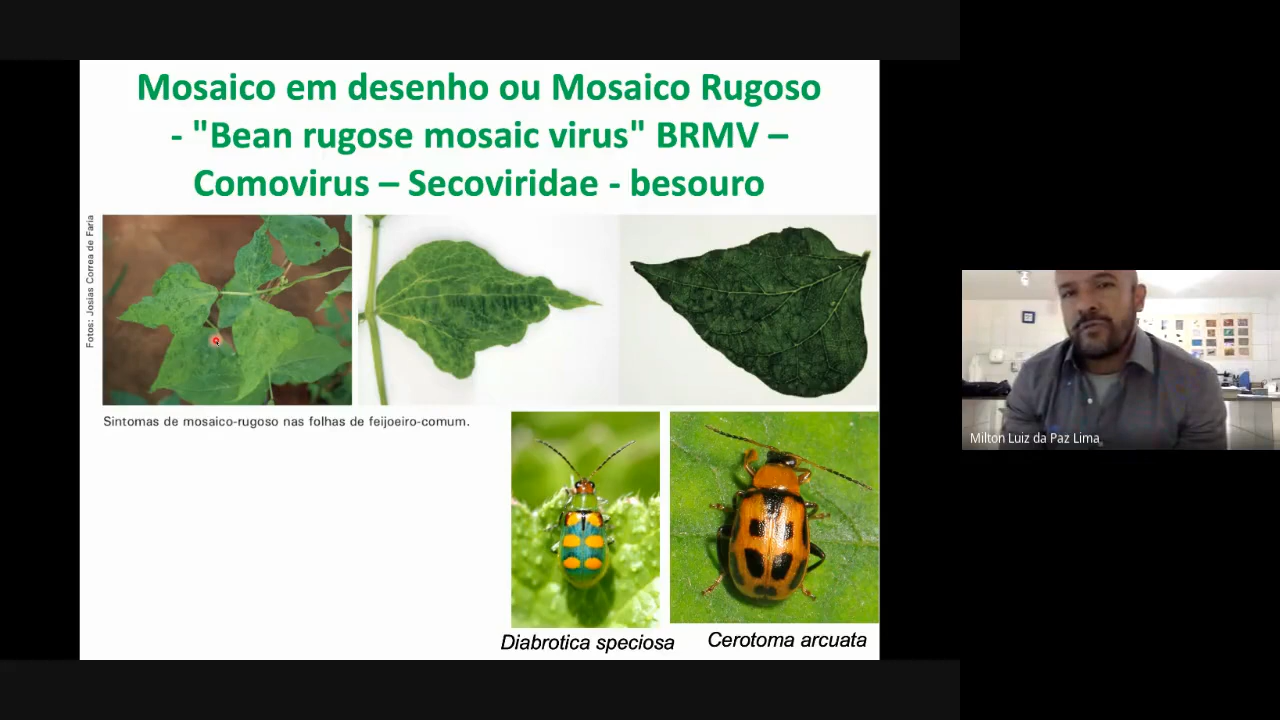 Mosaico em desenho ou Mosaico Rugoso
- "Bean rugose mosaic virus" BRMV –
Comovirus – Secoviridae - besouro
Fotos: Josias Correa de Faria
Sintomas de mosaico-rugoso nas folhas de feijoeiro-comum.
Diabrotica speciosa
Cerotoma arcuata
Milton Luiz da Paz Lima